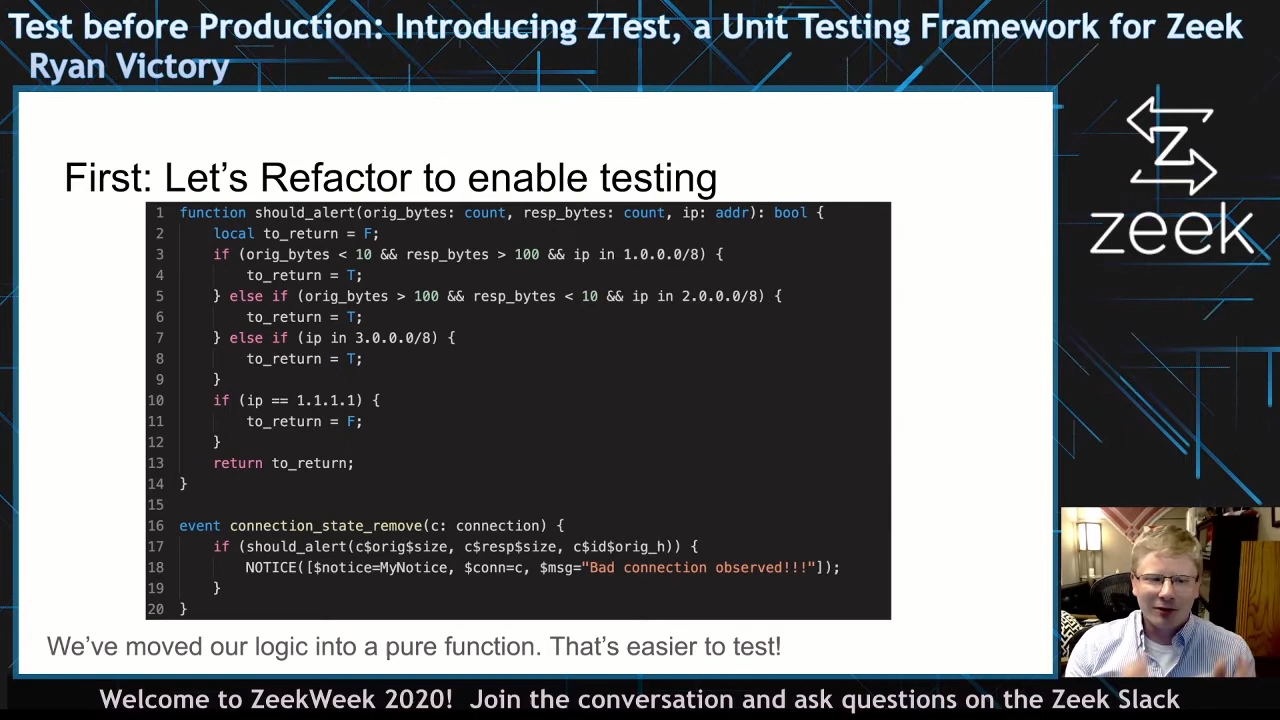 Test before Production: Introducing ZTest, a Unit Testing Framework for Zeek
Ryan Victory
zeek
First: Let's Refactor to enable testing
1 function should_alert(orig_bytes: count, resp_bytes: count, ip: addr): bool {
2     local to_return = F;
3     if (orig_bytes < 10 && resp_bytes > 100 && ip in 1.0.0.0/8) {
4         to_return = T;
5     } else if (orig_bytes > 100 && resp_bytes < 10 && ip in 2.0.0.0/8) {
6         to_return = T;
7     } else if (ip in 3.0.0.0/8) {
8         to_return = T;
9     }
10     if (ip == 1.1.1.1) {
11         to_return = F;
12     }
13     return to_return;
14 }
15
16 event connection_state_remove(c: connection) {
17     if (should_alert(c$orig$size, c$resp$size, c$id$orig_h)) {
18         NOTICE([$notice=MyNotice, $conn=c, $msg="Bad connection observed!!!"]);
19     }
20 }
We've moved our logic into a pure function. That's easier to test!
Welcome to ZeekWeek 2020! Join the conversation and ask questions on the Zeek Slack